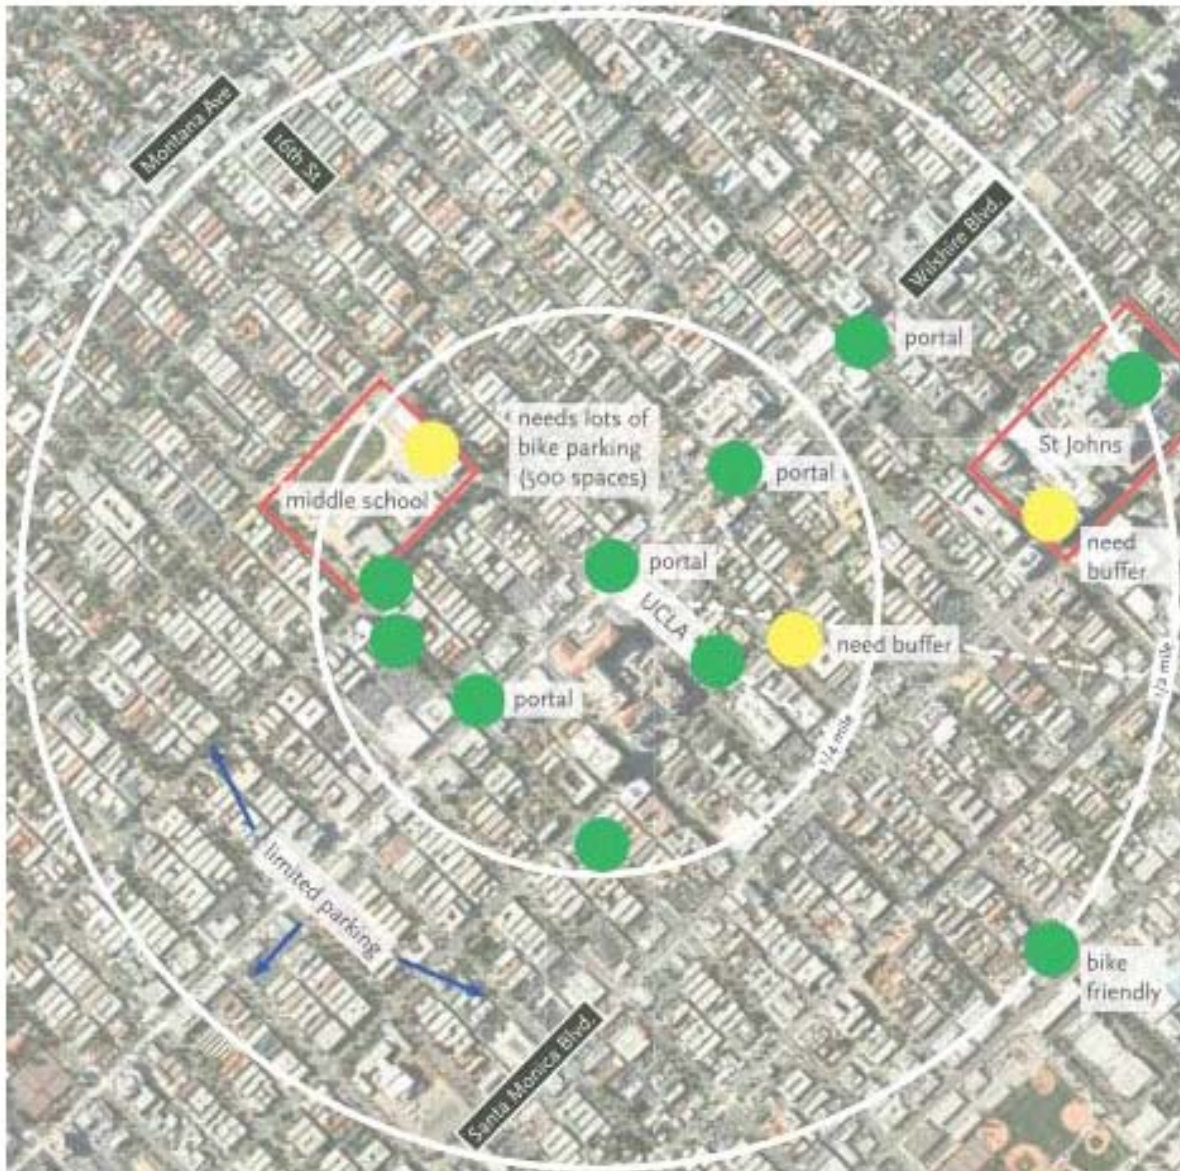 Montana Ave
16th St
Wilshire Blvd.
portal
needs lots of
bike parking
(500 spaces)
St Johns
portal
middle school
need
buffer
portal
UCLA
need buffer
1/2 mile
portal
1/4 mile
limited parking
bike
friendly
Santa Monica Blvd.